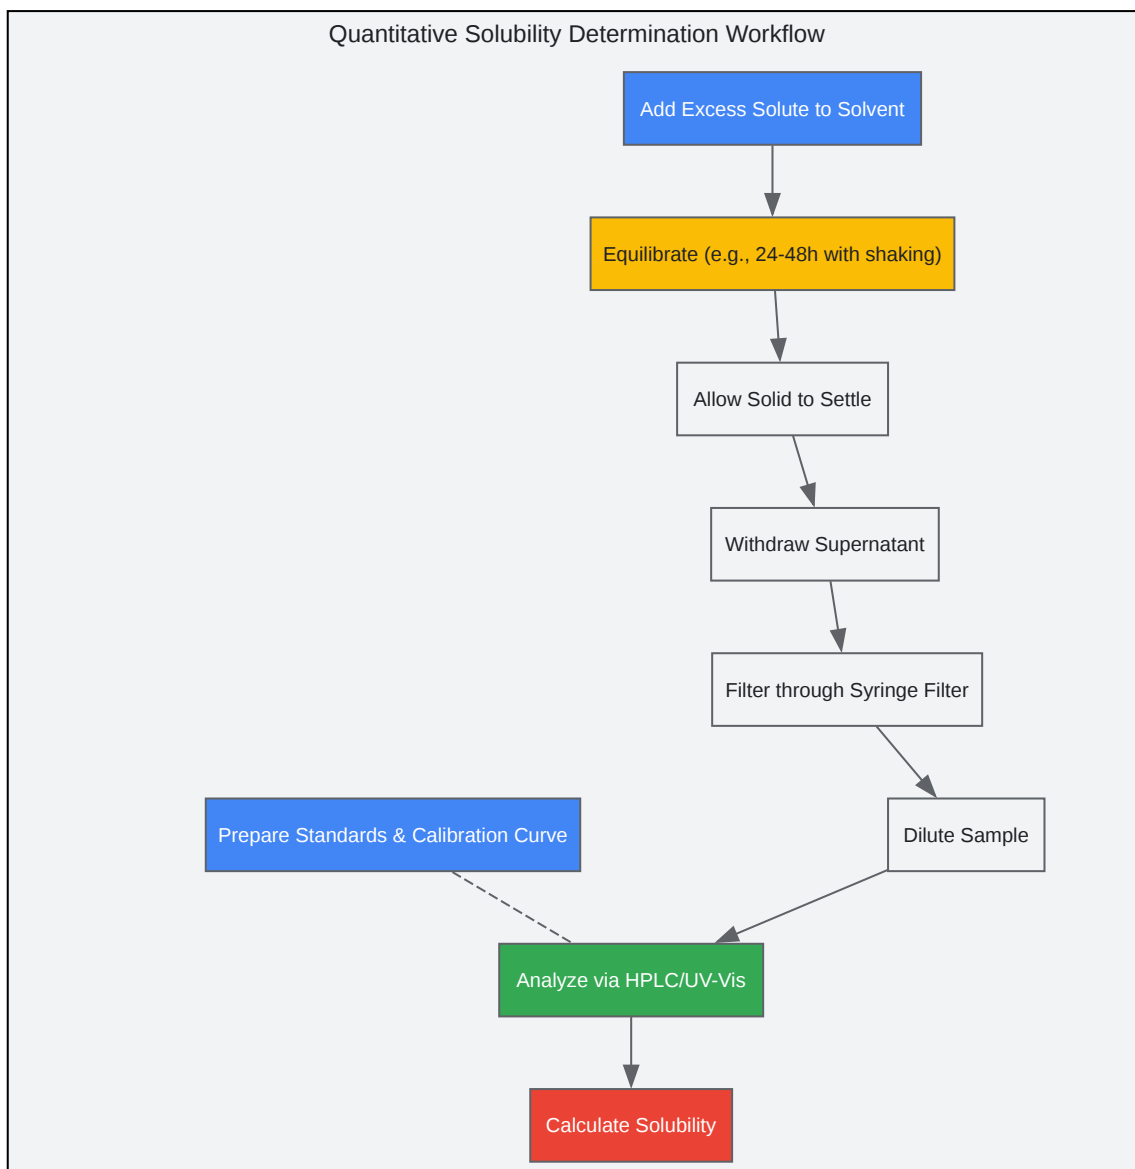 Quantitative Solubility Determination Workflow
Add Excess Solute to Solvent
Equilibrate (e.g., 24-48h with shaking)
Allow Solid to Settle
Withdraw Supernatant
Filter through Syringe Filter
Prepare Standards & Calibration Curve
Dilute Sample
Analyze via HPLC/UV-Vis
Calculate Solubility